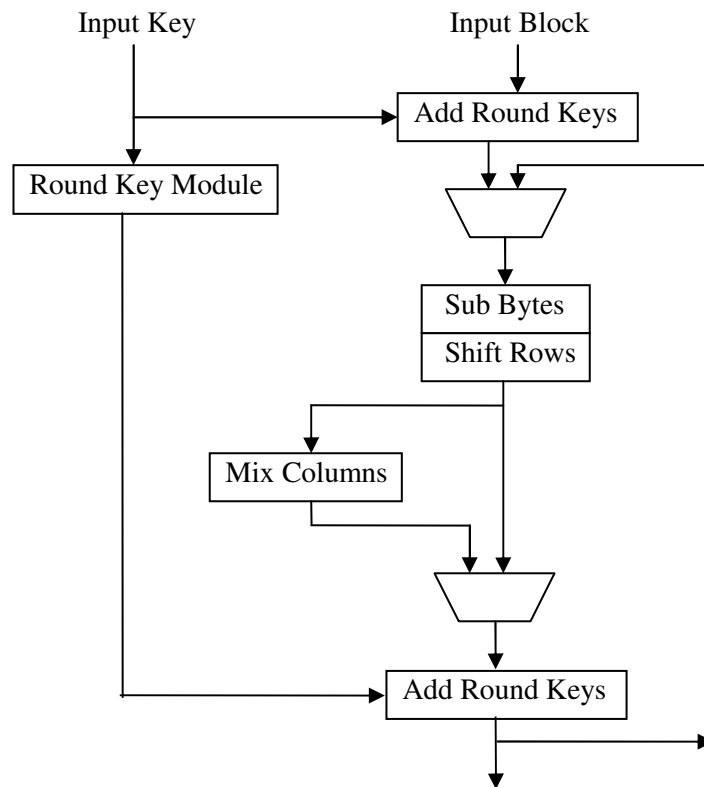 Input Key
Input Block
Add Round Keys
Round Key Module
Sub Bytes
Shift Rows
Mix Columns
Add Round Keys